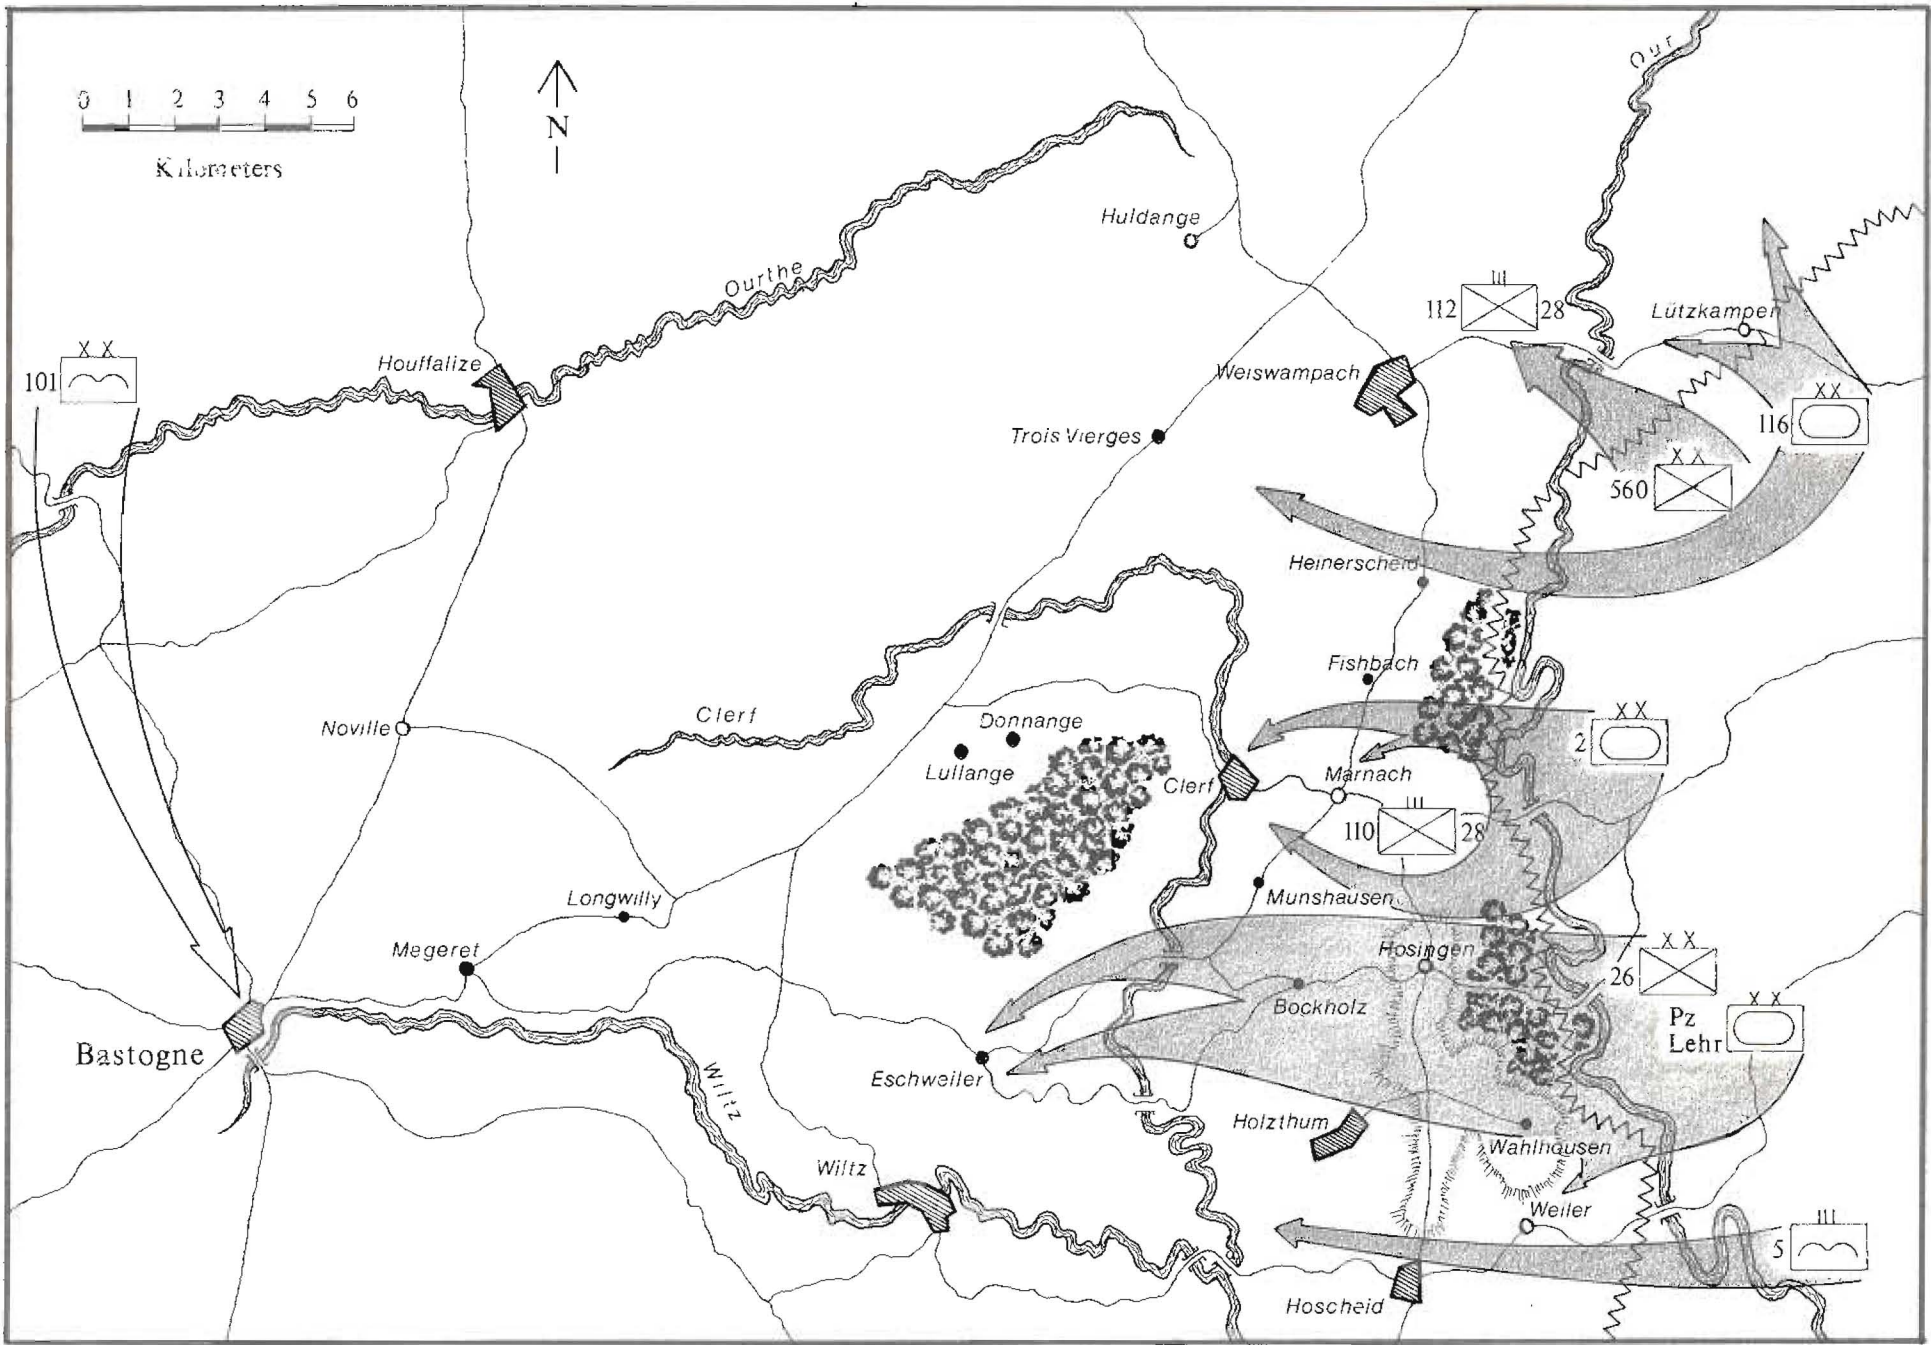 Our
0 1 2 3 4 5 6
Kilometers
N
Huldange
Ourthe
112
28
Lützkampen
X X
101
Houffalize
Weiswampach
X X
116
Trois Vierges
X X
560
Heinerscheid
Fishbach
Clerf
Donnange
X X
2
Noville
Lullange
Clerf
Marnach
110
28
Longwilly
Munshausen
Megeret
Hosingen
X X
26
Bockholz
X X
Pz
Lehr
Bastogne
Eschweiler
Wiltz
Holzthum
Wahlhausen
Wiltz
Weiler
5
Hoscheid